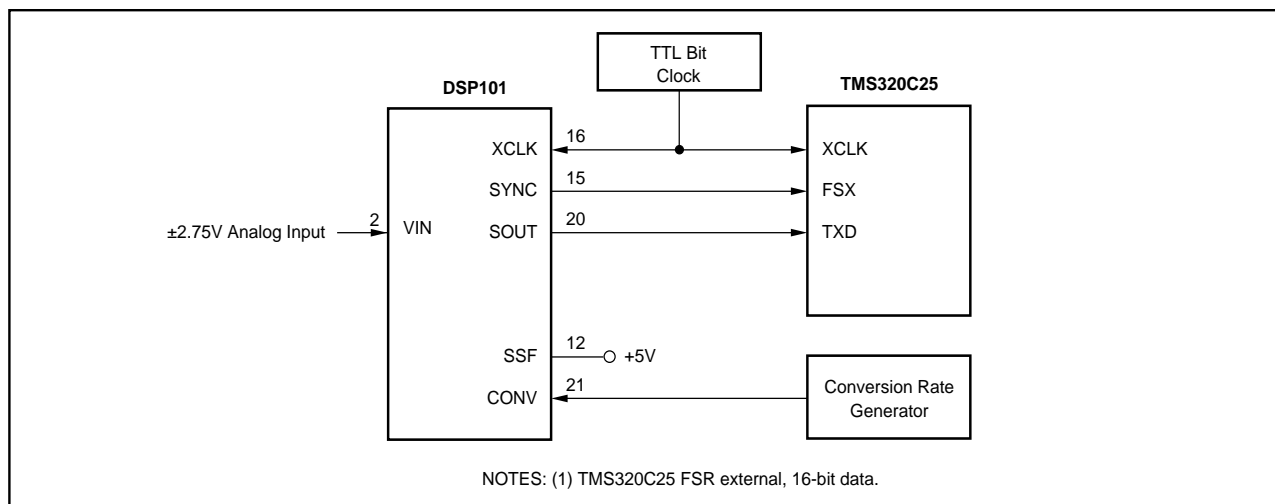 TTL Bit
Clock
DSP101
TMS320C25
XCLK
16
XCLK
SYNC
15
FSX
±2.75V Analog Input
2
VIN
SOUT
20
TXD
SSF
12
+5V
CONV
21
Conversion Rate
Generator
NOTES: (1) TMS320C25 FSR external, 16-bit data.